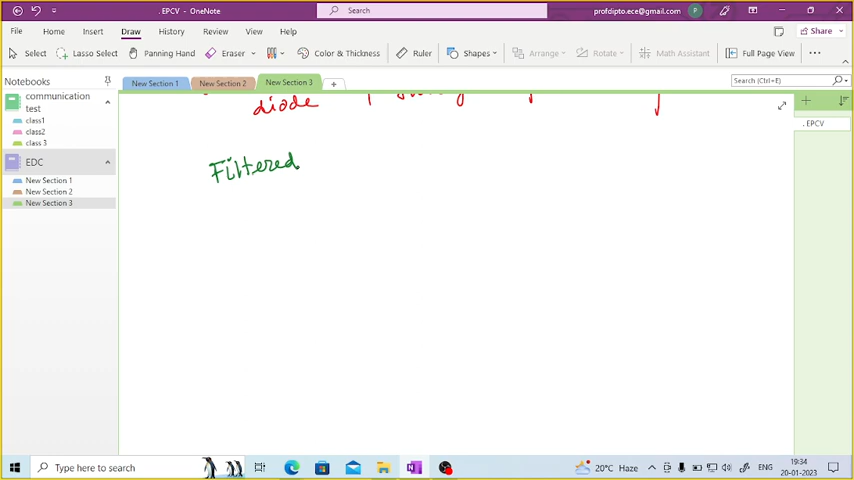 . EPCV - OneNote
Search
profdipto.ece@gmail.com
P
File
Home
Insert
Draw
History
Review
View
Help
Share
Select
Lasso Select
Panning Hand
Eraser
Color & Thickness
Ruler
Shapes
Arrange
Rotate
Math Assistant
Full Page View
Notebooks
New Section 1
New Section 2
New Section 3
Search (Ctrl+E)
communication
test
class1
class2
class 3
EDC
New Section 1
New Section 2
New Section 3
. EPCV
diode
Filtered
Type here to search
20°C Haze
ENG
19:34
20-01-2023